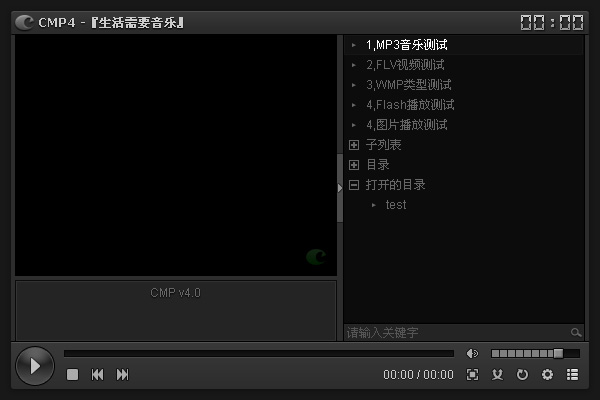 CMP4 -『生活需要音乐』
00:00
1,MP3音乐测试
2,FLV视频测试
3,WMP类型测试
4,Flash播放测试
4,图片播放测试
子列表
目录
打开的目录
test
CMP v4.0
请输入关键字
00:00 / 00:00